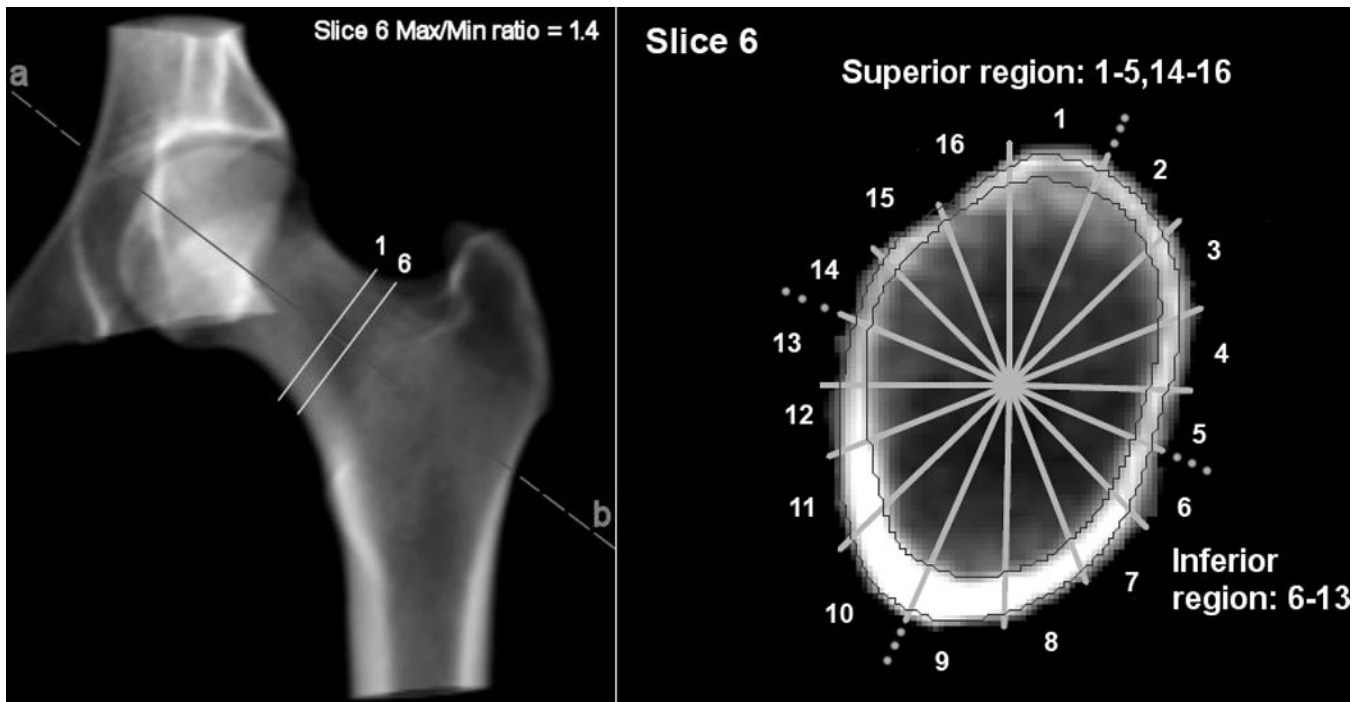 Slice 6 Max/Min ratio = 1.4
a
1
6
b
Slice 6
Superior region: 1-5,14-16
1
16
2
15
3
14
13
4
12
5
11
6
Inferior
region: 6-13
7
10
8
9